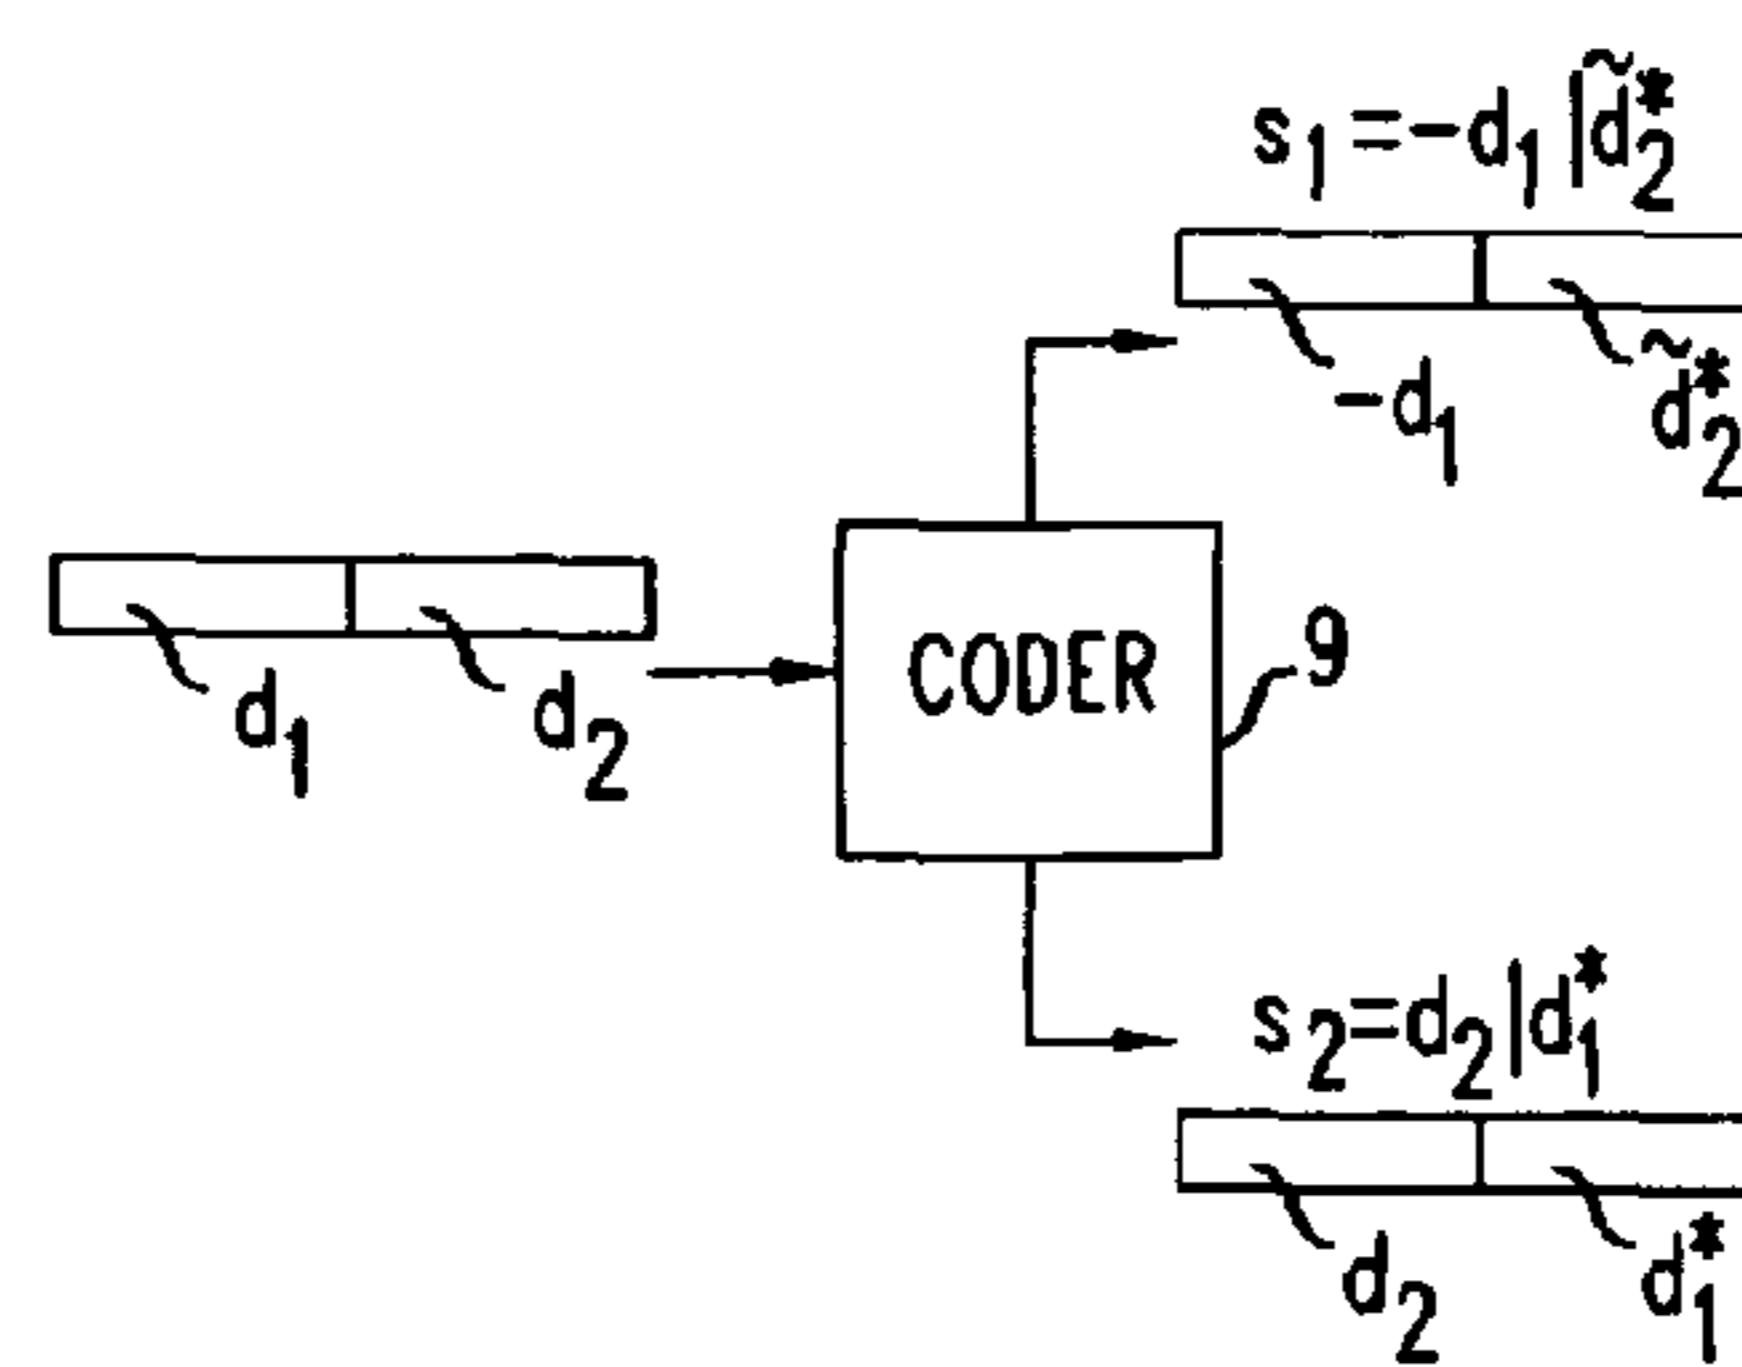 s₁=-d₁|d̃₂*
-d₁ d̃₂*
d₁ d₂
CODER 9
s₂=d₂|d₁*
d₂ d₁*